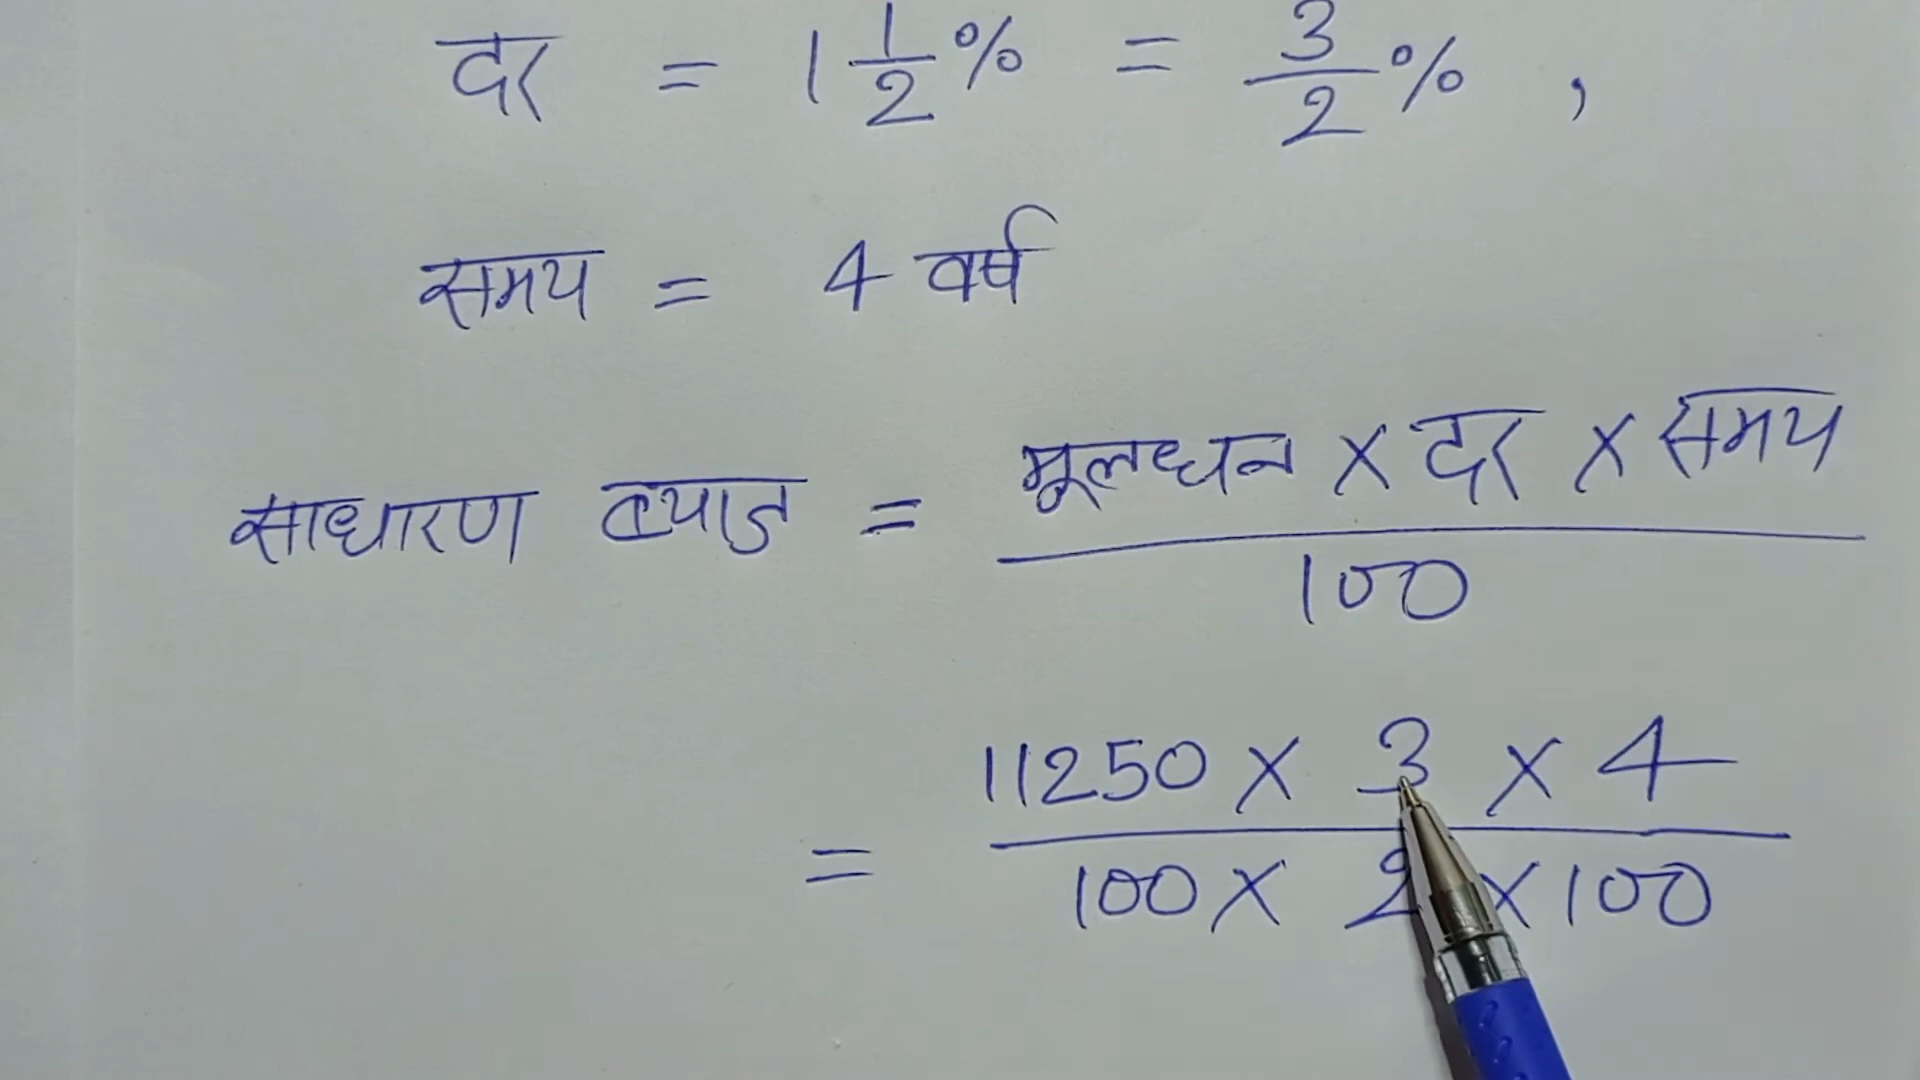 दर = 1 1/2 % = 3/2 % ,
समय = 4 वर्ष
साधारण ब्याज = मूलधन × दर × समय / 100
= 11250 × 3 × 4 / 100 × 2 × 100